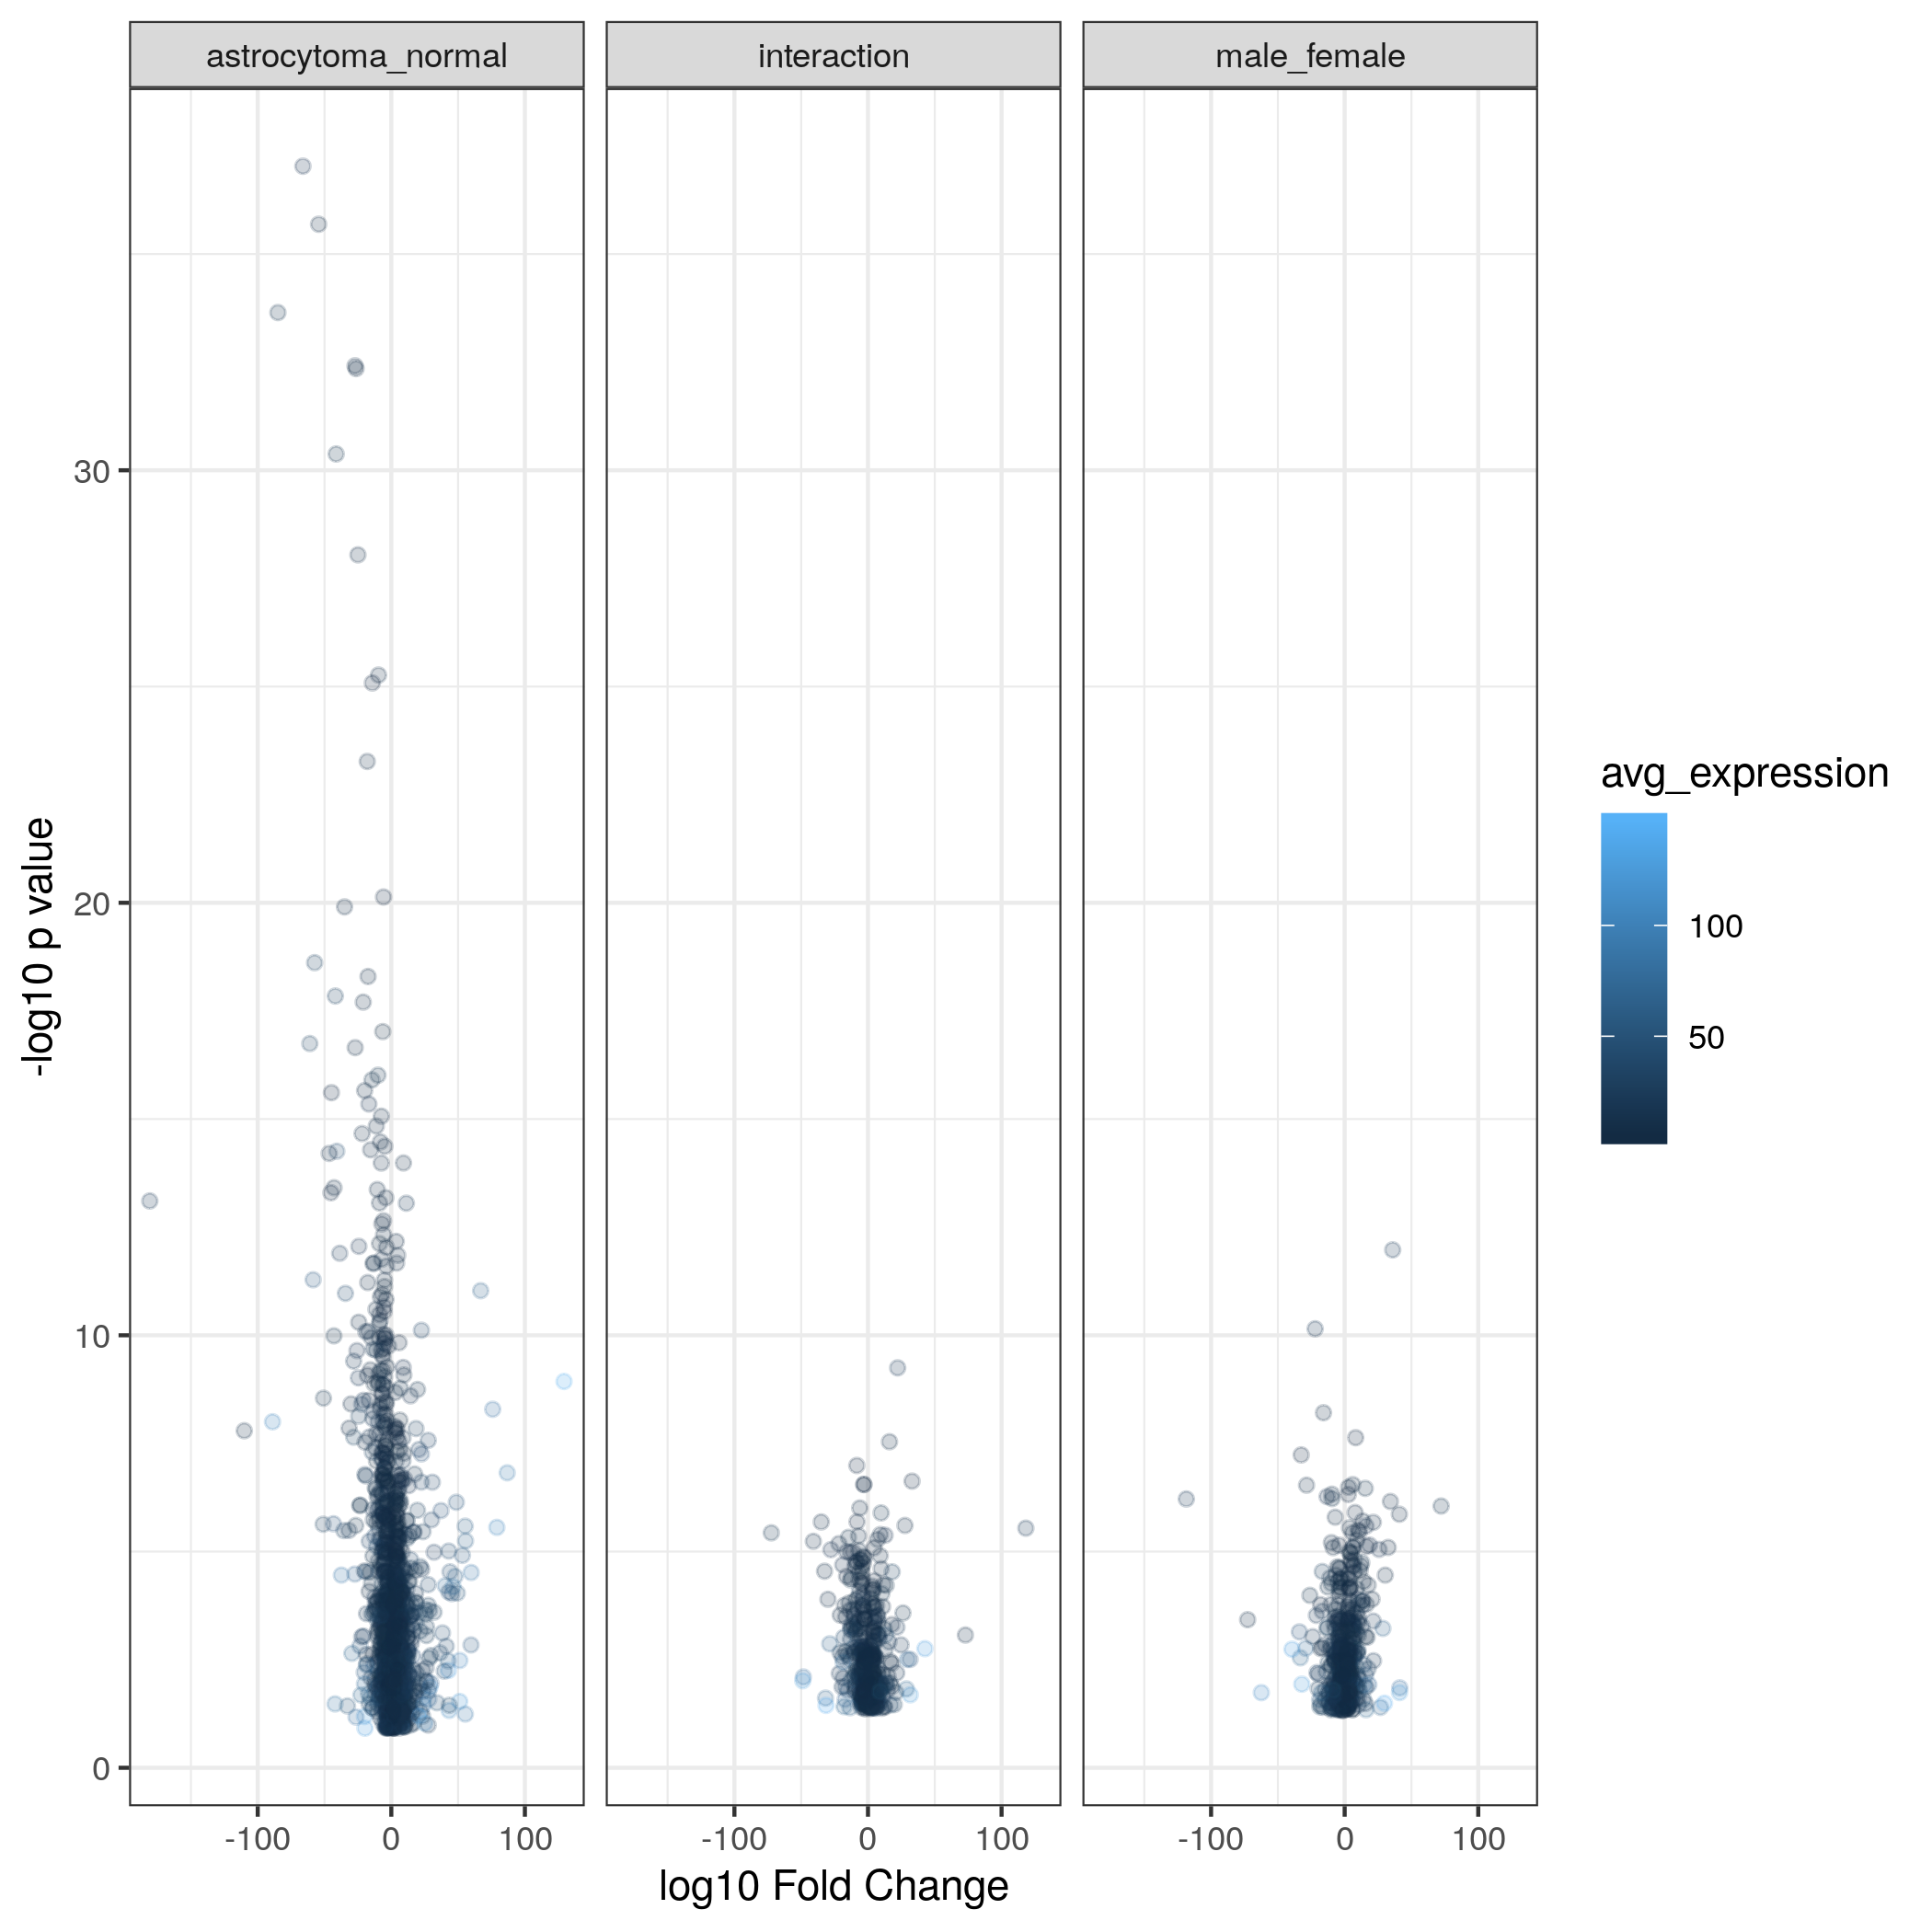 astrocytoma_normal
interaction
male_female
-log10 p value
30
20
10
0
-100 0 100
-100 0 100
-100 0 100
log10 Fold Change
avg_expression
100
50